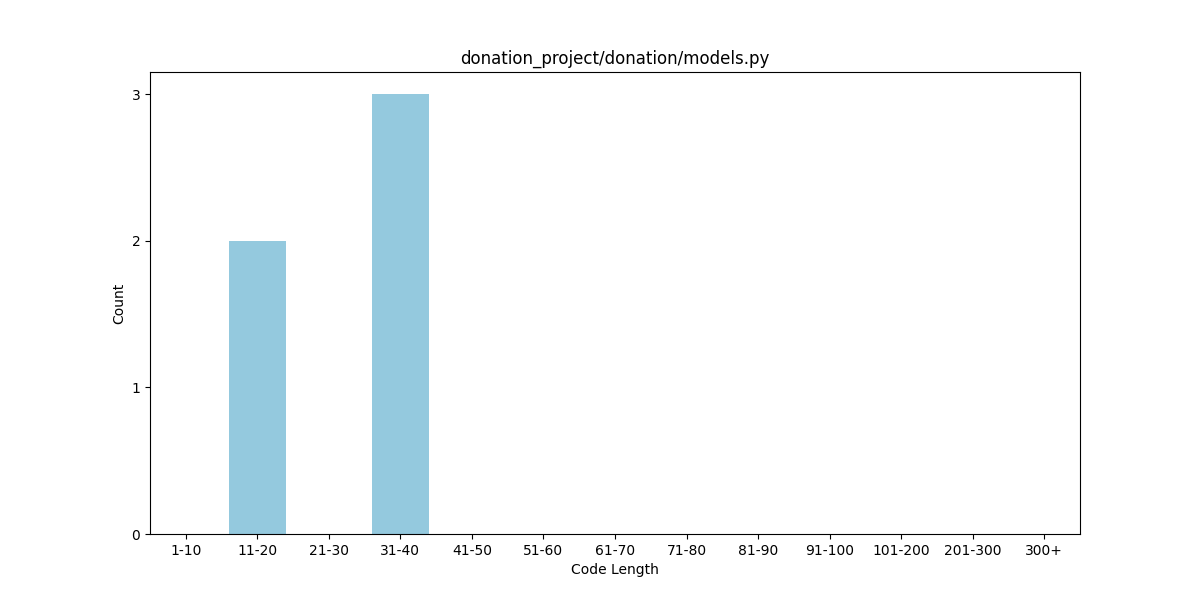 donation_project/donation/models.py
3
2
1
0
Count
1-10 11-20 21-30 31-40 41-50 51-60 61-70 71-80 81-90 91-100 101-200 201-300 300+
Code Length